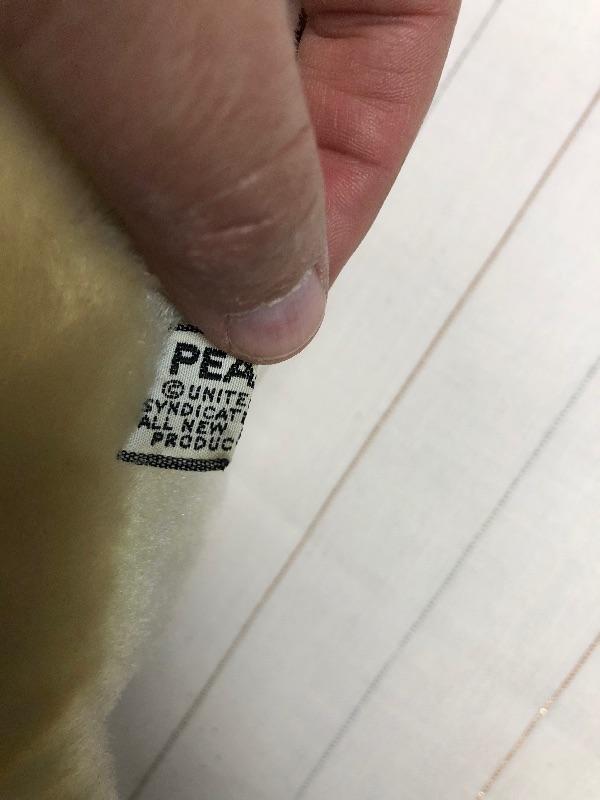 PEA
© UNITE
SYNDICAT
ALL NEW
PRODUC